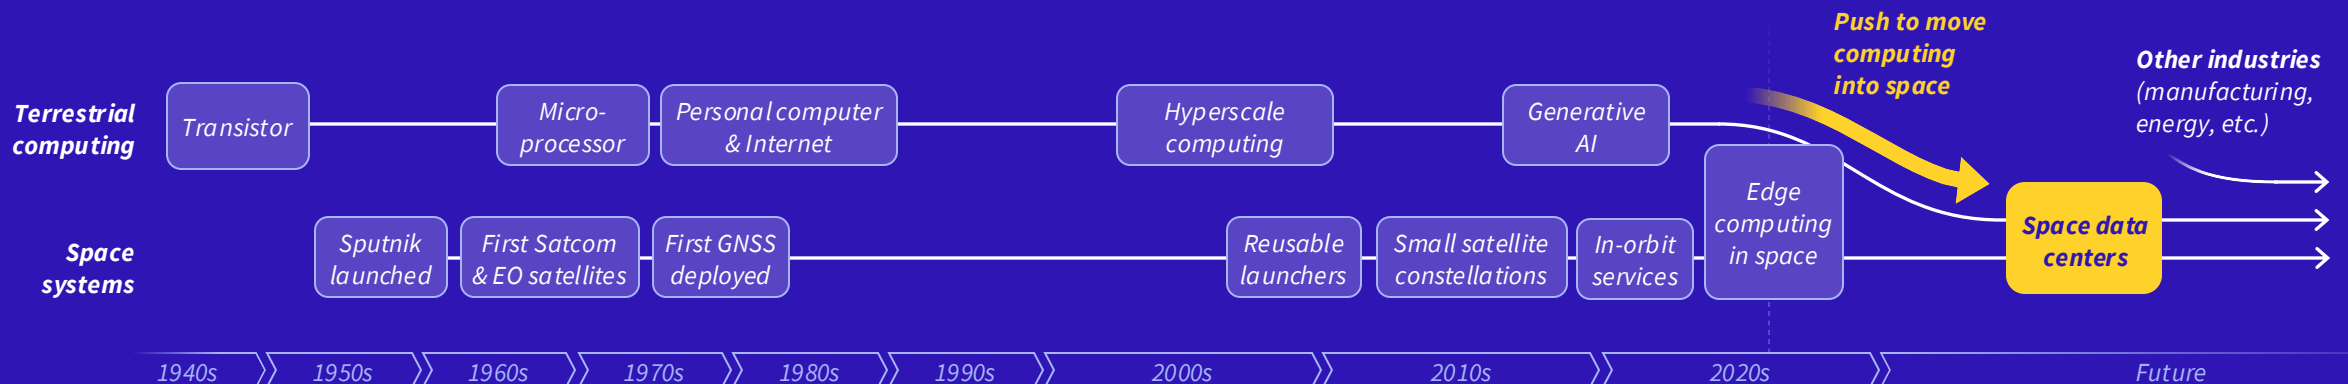 Push to move
computing
into space
Other industries
(manufacturing,
energy, etc.)
Terrestrial
computing
Transistor
Micro-
processor
Personal computer
& Internet
Hyperscale
computing
Generative
AI
Edge
computing
in space
Space data
centers
Space
systems
Sputnik
launched
First Satcom
& EO satellites
First GNSS
deployed
Reusable
launchers
Small satellite
constellations
In-orbit
services
1940s
1950s
1960s
1970s
1980s
1990s
2000s
2010s
2020s
Future